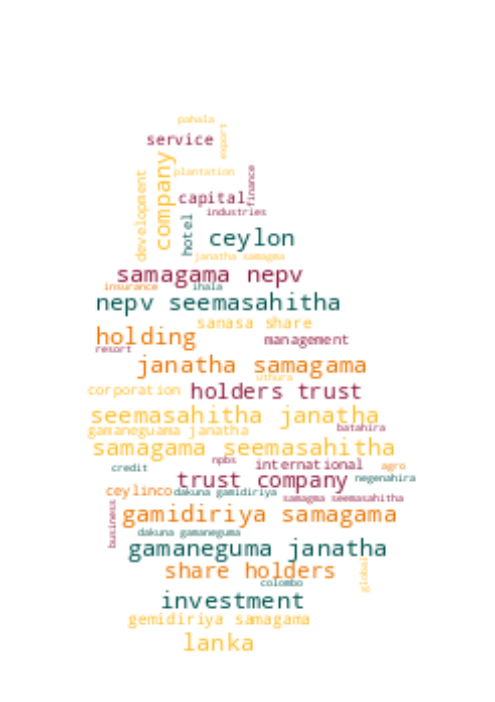 pahala
export
service
company
development
plantation
finance
capital
industries
hotel
ceylon
janatha samagma
samagama nepv
insurance
ihala
nepv seemasahitha
sanasa share
holding
management
resort
janatha samagama
uthura
corporation
holders trust
seemasahitha janatha
gamaneguama janatha
batahira
samagama seemasahitha
npbs
international
credit
agro
trust company
negenahira
ceylinco
dakuna gamidiriya
samagma seemasahitha
business
gamidiriya samagama
dakuna gamaneguma
gamaneguma janatha
share holders
global
colombo
investment
gemidiriya samagama
lanka